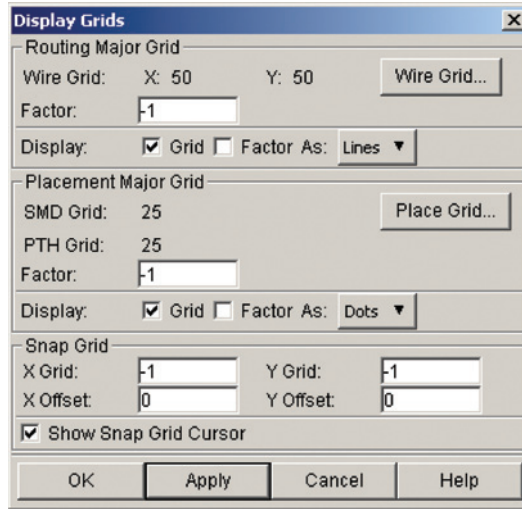 Display Grids
Routing Major Grid
Wire Grid: X: 50 Y: 50 Wire Grid...
Factor: -1
Display: Grid Factor As: Lines
Placement Major Grid
SMD Grid: 25 Place Grid...
PTH Grid: 25
Factor: -1
Display: Grid Factor As: Dots
Snap Grid
X Grid: -1 Y Grid: -1
X Offset: 0 Y Offset: 0
Show Snap Grid Cursor
OK Apply Cancel Help